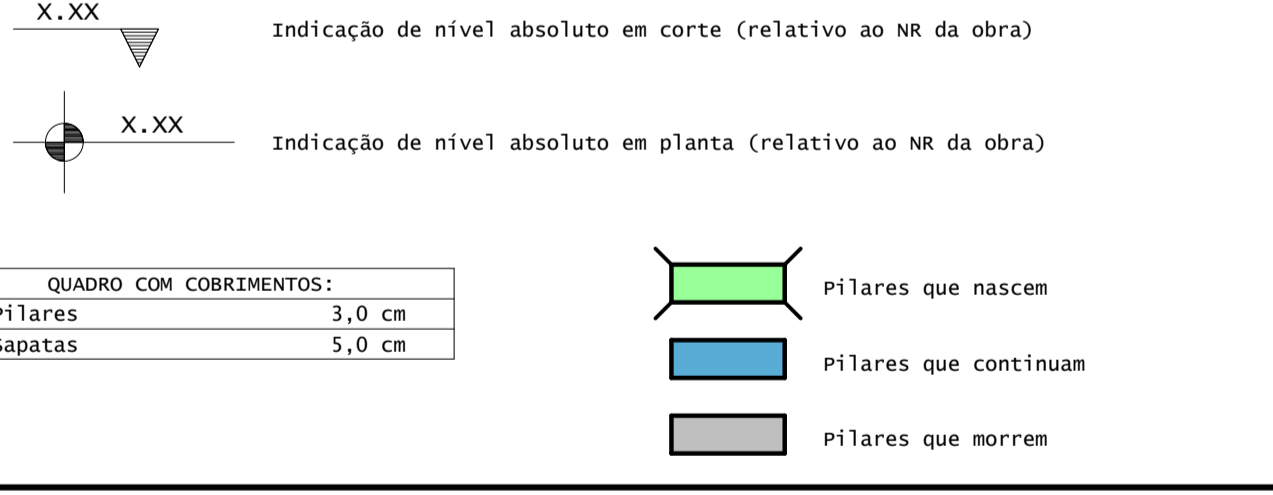 X.XX
Indicação de nível absoluto em corte (relativo ao NR da obra)
X.XX
Indicação de nível absoluto em planta (relativo ao NR da obra)
QUADRO COM COBRIMENTOS:
Pilares 3,0 cm
Sapatas 5,0 cm
Pilares que nascem
Pilares que continuam
Pilares que morrem